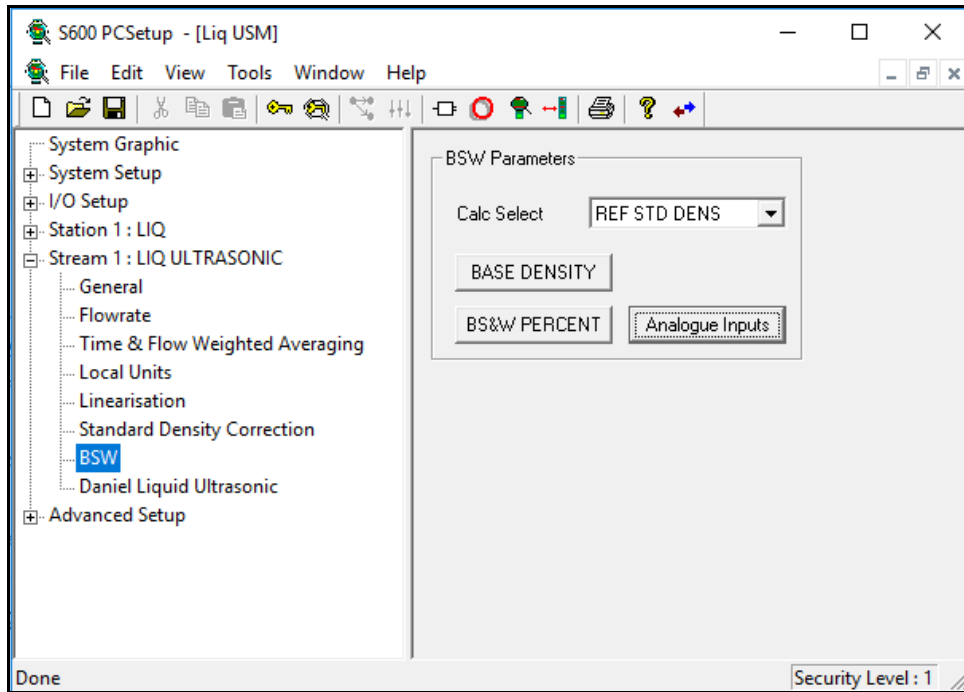 S600 PCSetup - [Liq USM]
File Edit View Tools Window Help
System Graphic
System Setup
I/O Setup
Station 1 : LIQ
Stream 1 : LIQ ULTRASONIC
General
Flowrate
Time & Flow Weighted Averaging
Local Units
Linearisation
Standard Density Correction
BSW
Daniel Liquid Ultrasonic
Advanced Setup
BSW Parameters
Calc Select REF STD DENS
BASE DENSITY
BS&W PERCENT Analogue Inputs
Done Security Level : 1